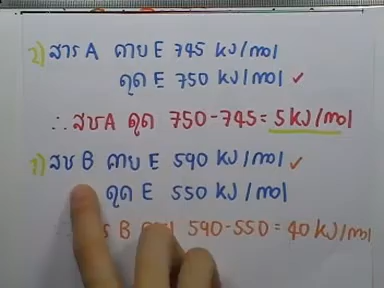 2) สาร A คาย E 745 kJ/mol
ดูด E 750 kJ/mol ✓
∴ สาร A ดูด 750-745 = 5 kJ/mol
3) สาร B คาย E 590 kJ/mol ✓
ดูด E 550 kJ/mol
B 590-550 = 40 kJ/mol